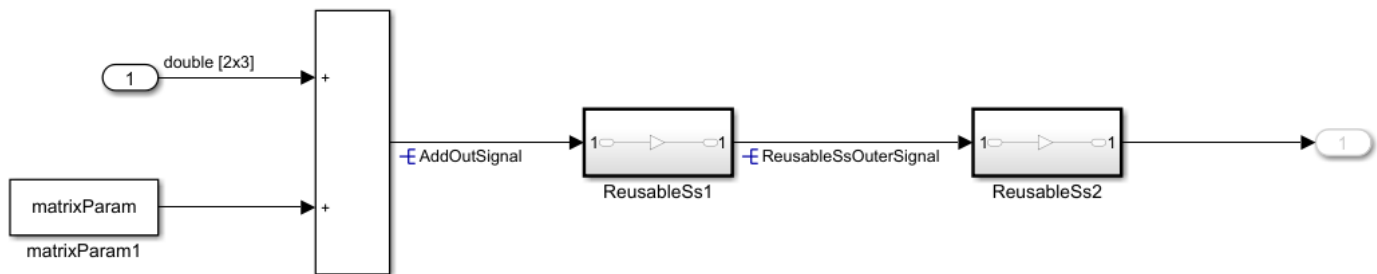 double [2x3]
1
+
AddOutSignal
1
1
ReusableSs1
ReusableSsOuterSignal
1
1
ReusableSs2
1
matrixParam
matrixParam1
+